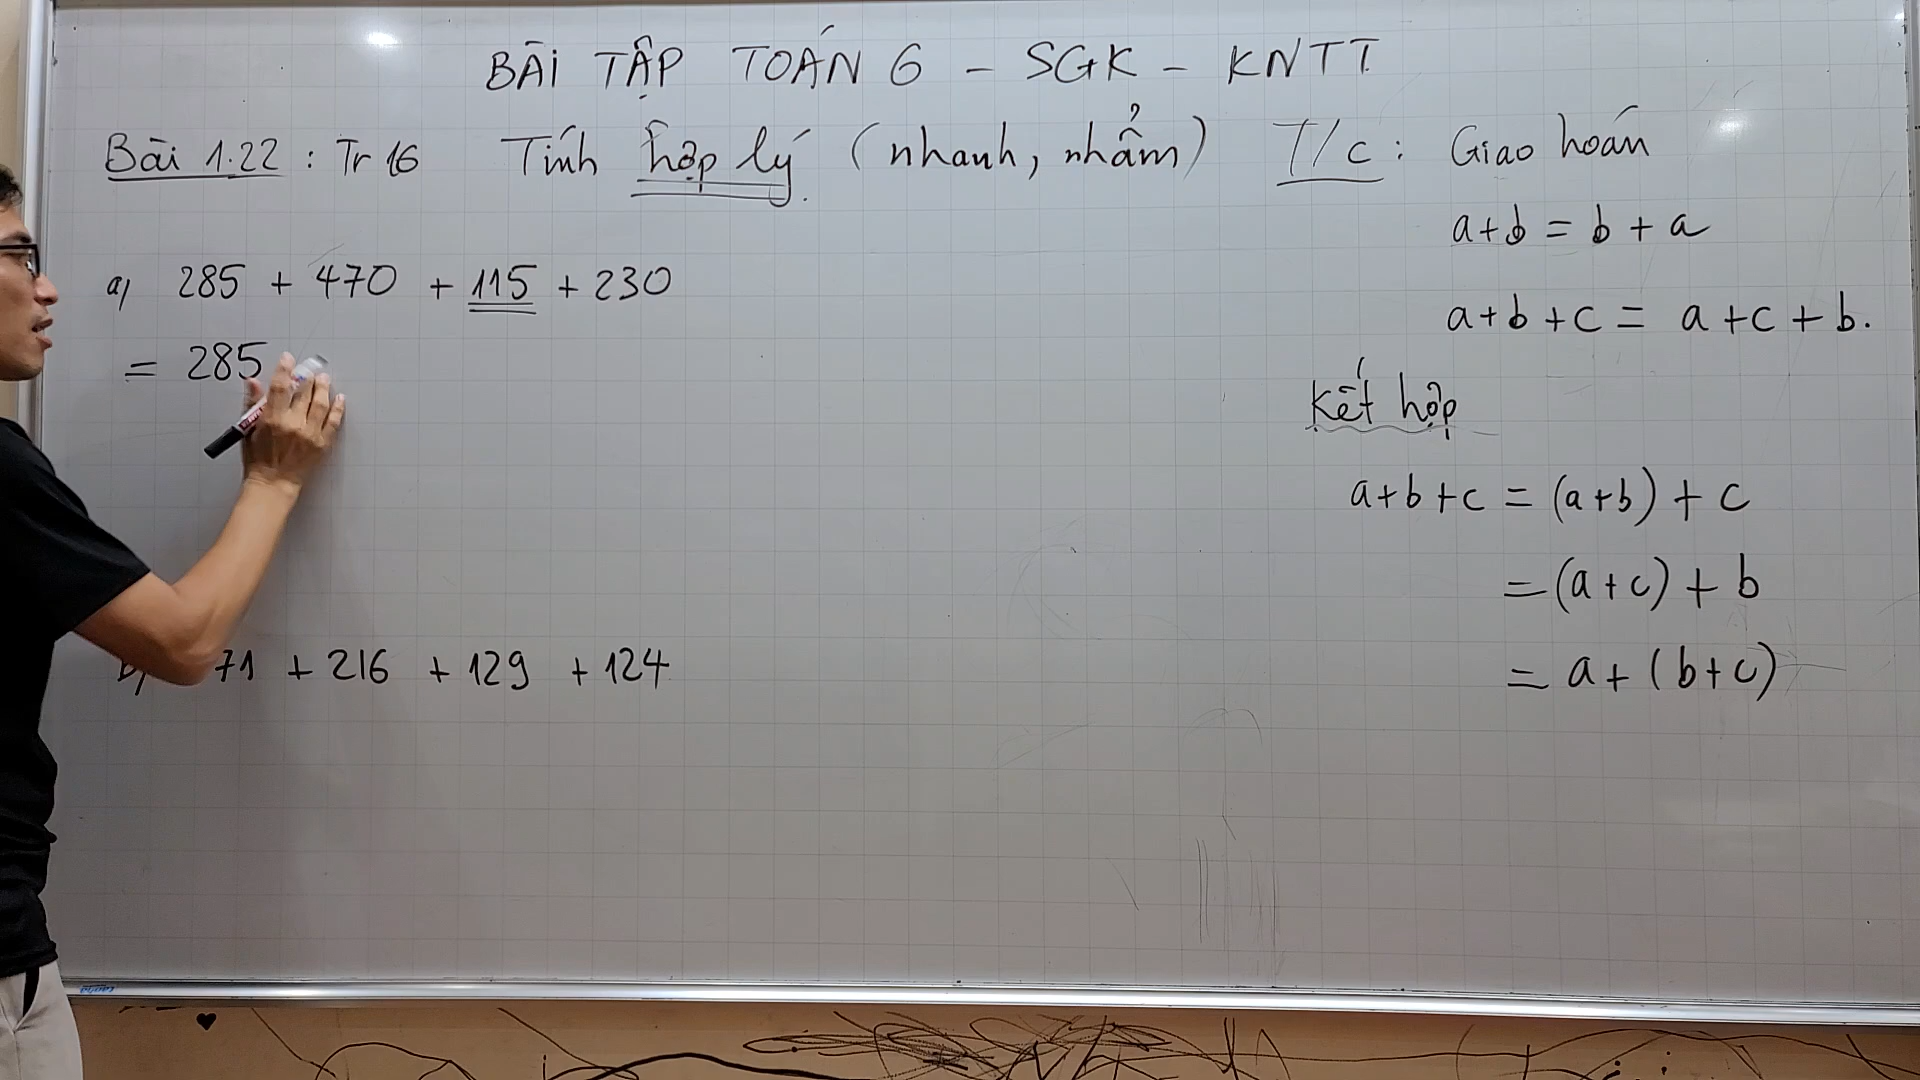 BÀI TẬP TOÁN 6 - SGK - KNTT
Bài 1.22 : Tr 16 Tính hợp lý (nhanh, nhẩm)
a) 285 + 470 + 115 + 230
= 285
71 + 216 + 129 + 124
T/c : Giao hoán
a+b = b + a
a+b+c = a+c+b.
Kết hợp
a+b+c = (a+b) + c
= (a+c) + b
= a + (b+c)